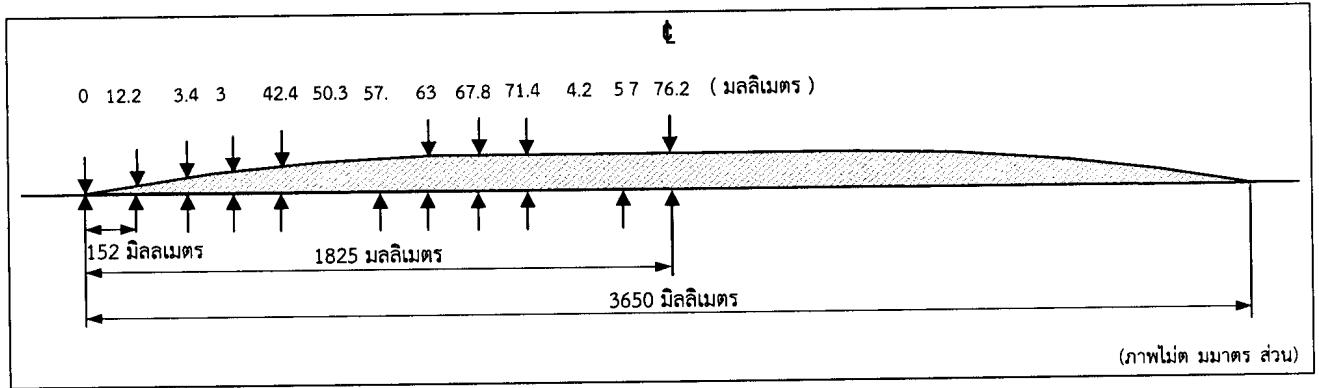 ℄
0 12.2 3.4 3 42.4 50.3 57. 63 67.8 71.4 4.2 5 7 76.2 ( มลลิเมตร )
152 มิลลเมตร
1825 มลลิเมตร
3650 มิลลิเมตร
(ภาพไม่ต มมาตร ส่วน)